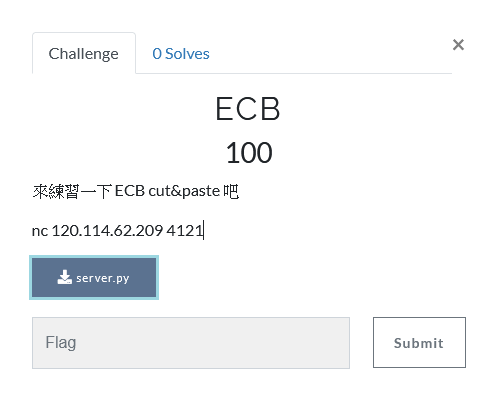 Challenge
0 Solves
×
ECB
100
來練習一下 ECB cut&paste 吧
nc 120.114.62.209 4121
server.py
Flag
Submit